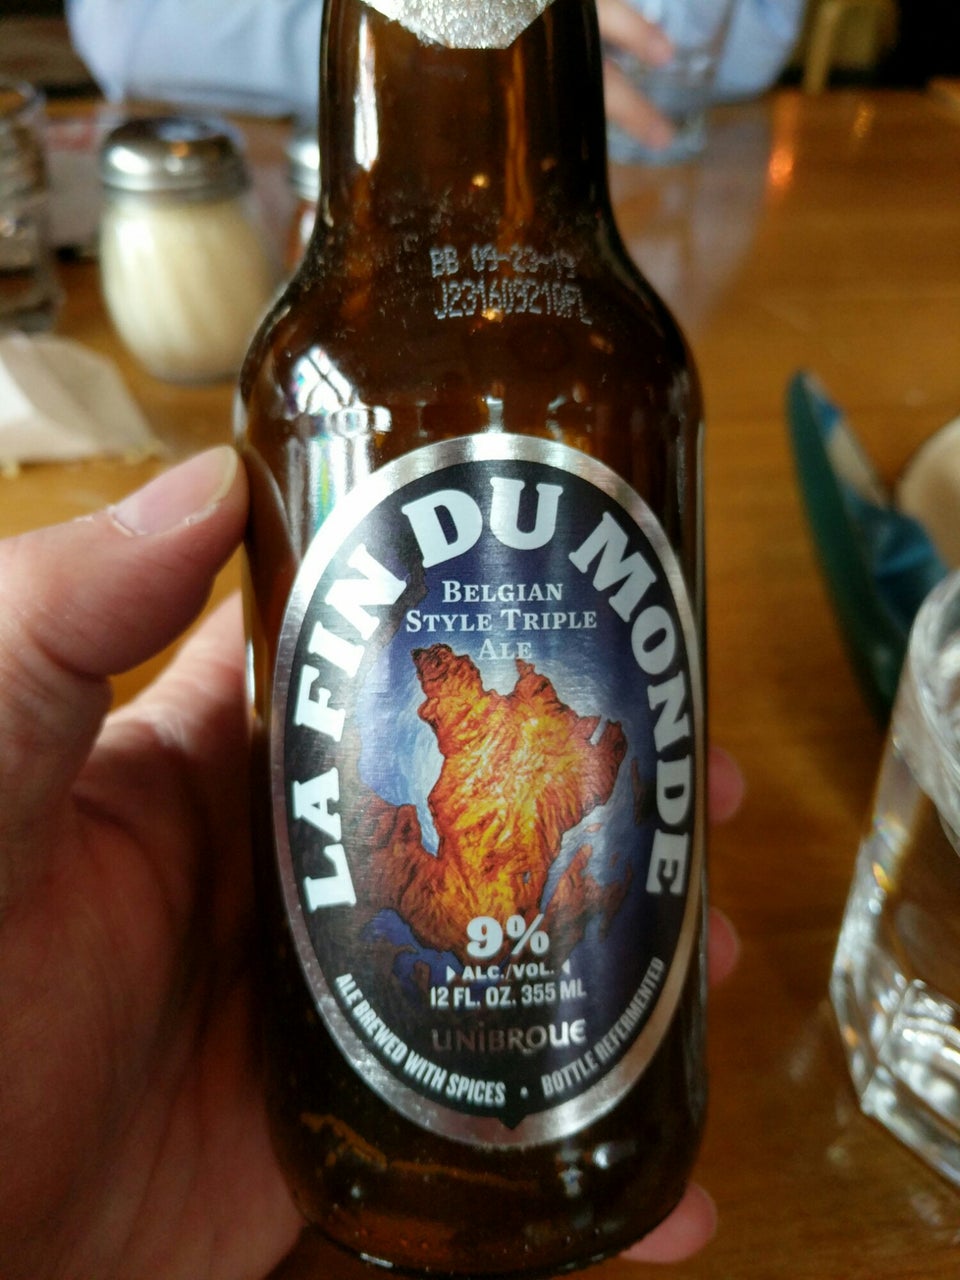 BB 09-23-19
J231609210PL
LA FIN DU MONDE
BELGIAN
STYLE TRIPLE
ALE
9%
ALC./VOL.
12 FL. OZ. 355 ML
UNIBROUE
ALE BREWED WITH SPICES • BOTTLE REFERMENTED